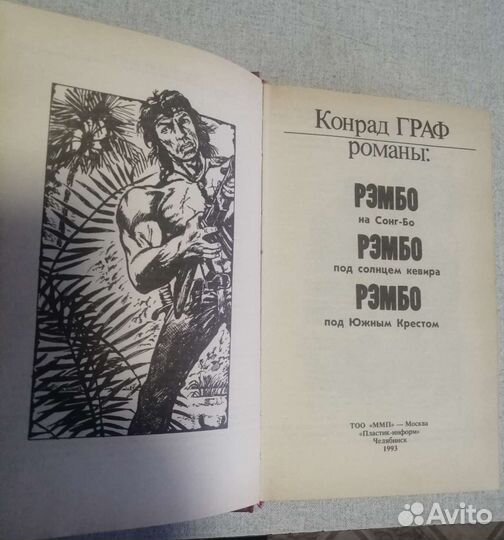 Конрад ГРАФ
романы:
РЭМБО
на Сонг-Бо
РЭМБО
под солнцем кевира
РЭМБО
под Южным Крестом
ТОО «ММП» — Москва
«Пластик-информ»
Челябинск
1993
Avito